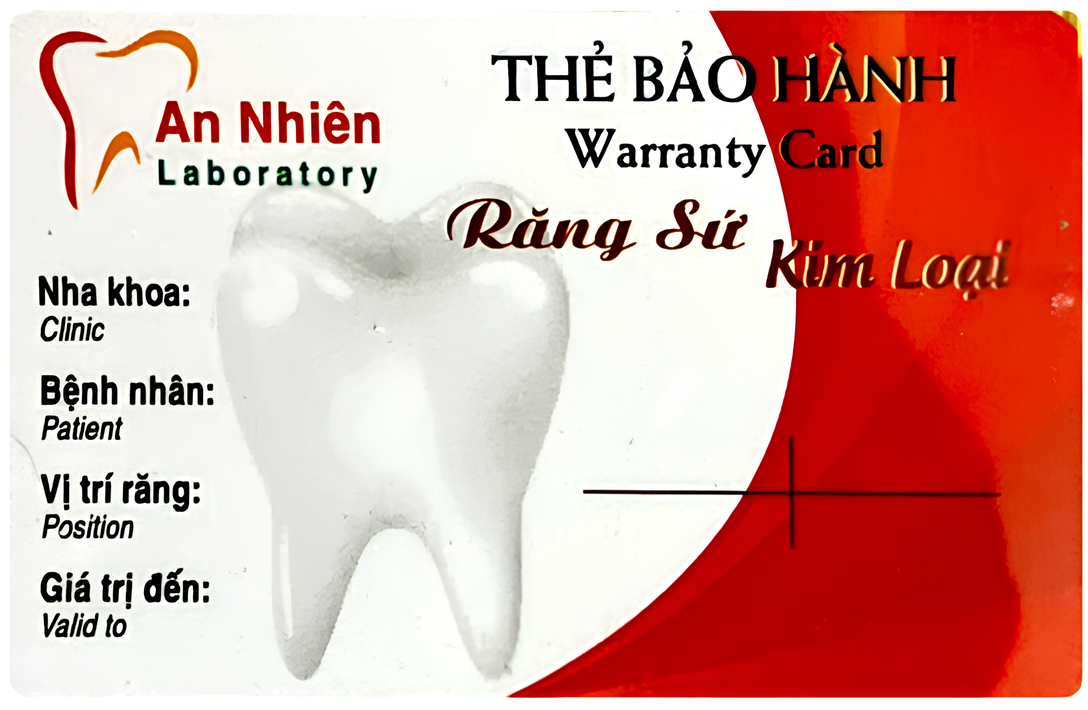 An Nhiên
Laboratory
THẺ BẢO HÀNH
Warranty Card
Răng Sứ
Kim Loại
Nha khoa:
Clinic
Bệnh nhân:
Patient
Vị trí răng:
Position
Giá trị đến:
Valid to